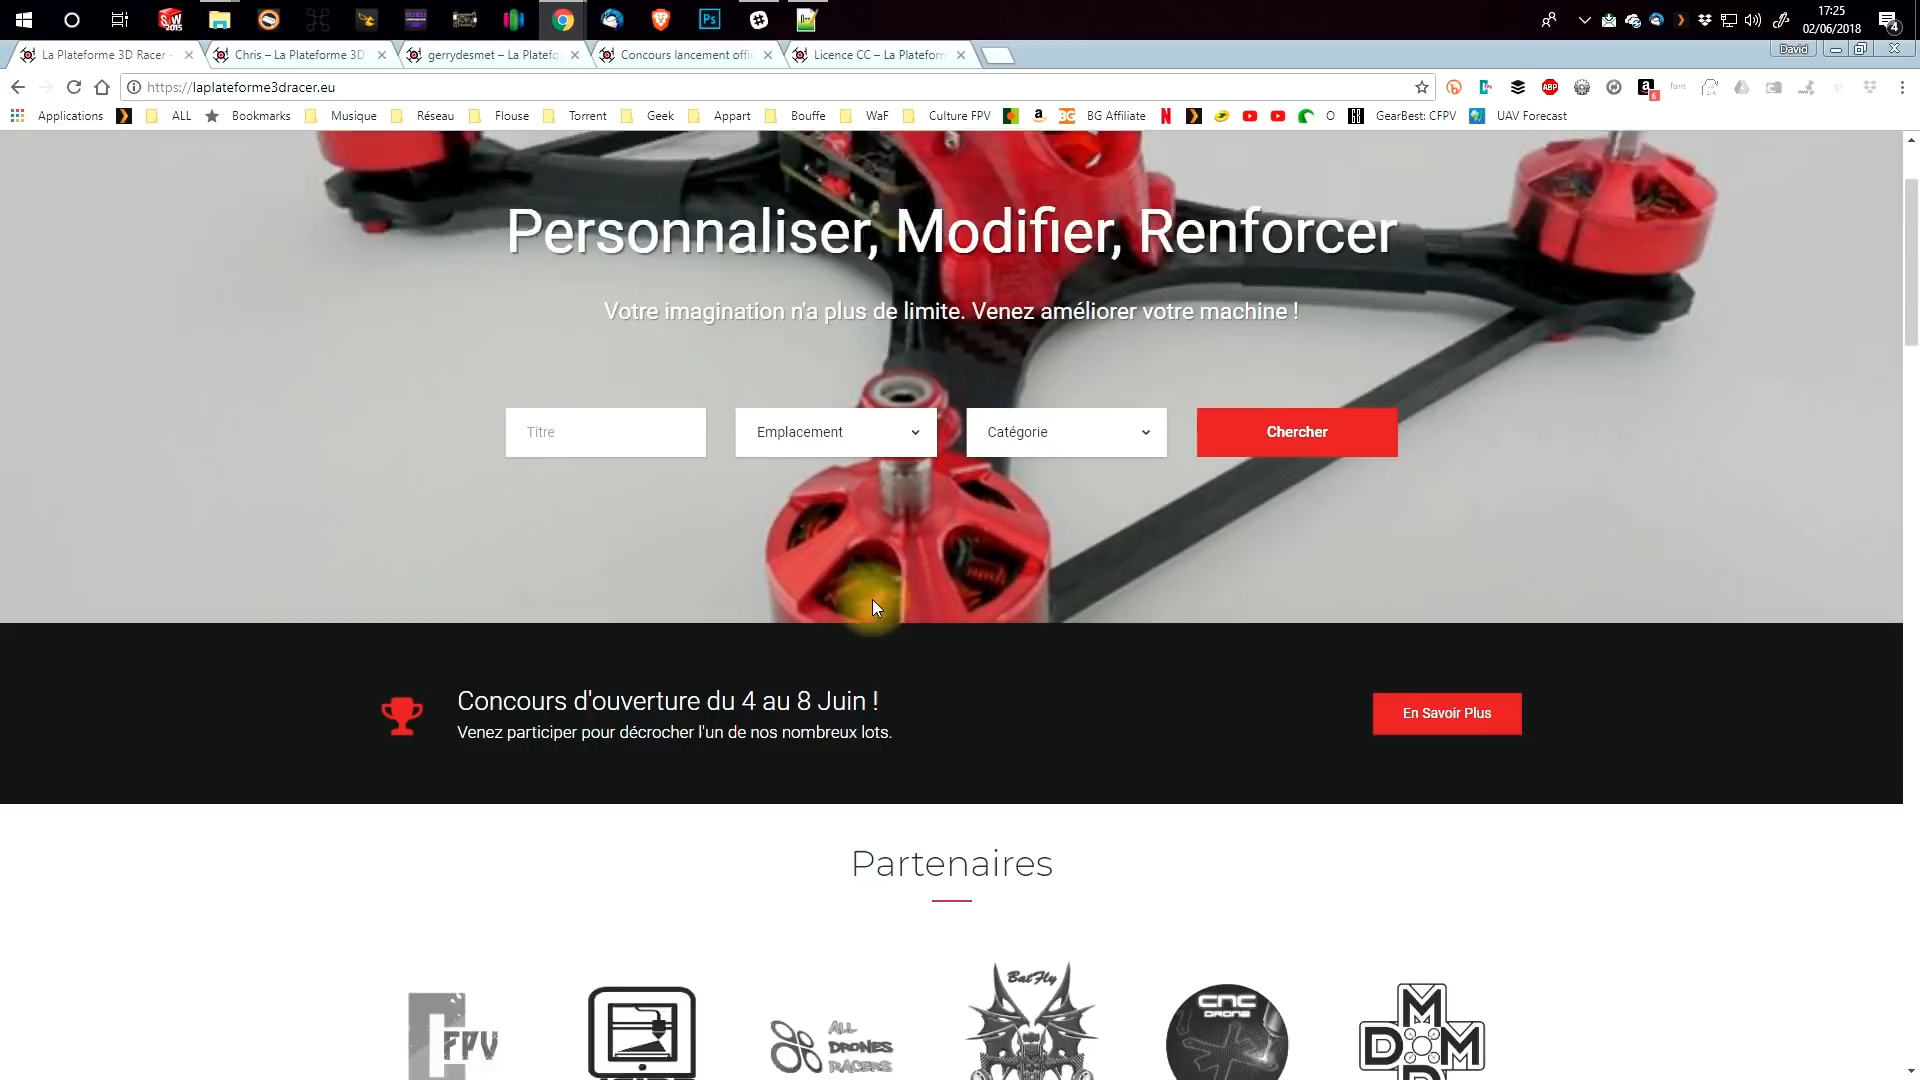 17:25
02/06/2018
4
La Plateforme 3D Racer -
Chris – La Plateforme 3D
gerrydesmet – La Platefo
Concours lancement offic
Licence CC – La Plateform
David
https://laplateforme3dracer.eu
Applications
ALL
Bookmarks
Musique
Réseau
Flouse
Torrent
Geek
Appart
Bouffe
WaF
Culture FPV
BG Affiliate
O
GearBest: CFPV
UAV Forecast
Personnaliser, Modifier, Renforcer
Votre imagination n'a plus de limite. Venez améliorer votre machine !
Titre
Emplacement
Catégorie
Chercher
Concours d'ouverture du 4 au 8 Juin !
Venez participer pour décrocher l'un de nos nombreux lots.
En Savoir Plus
Partenaires
FPV
ALL
DRONES
RACERS
BatFly
CNC
DRONE
M
D M